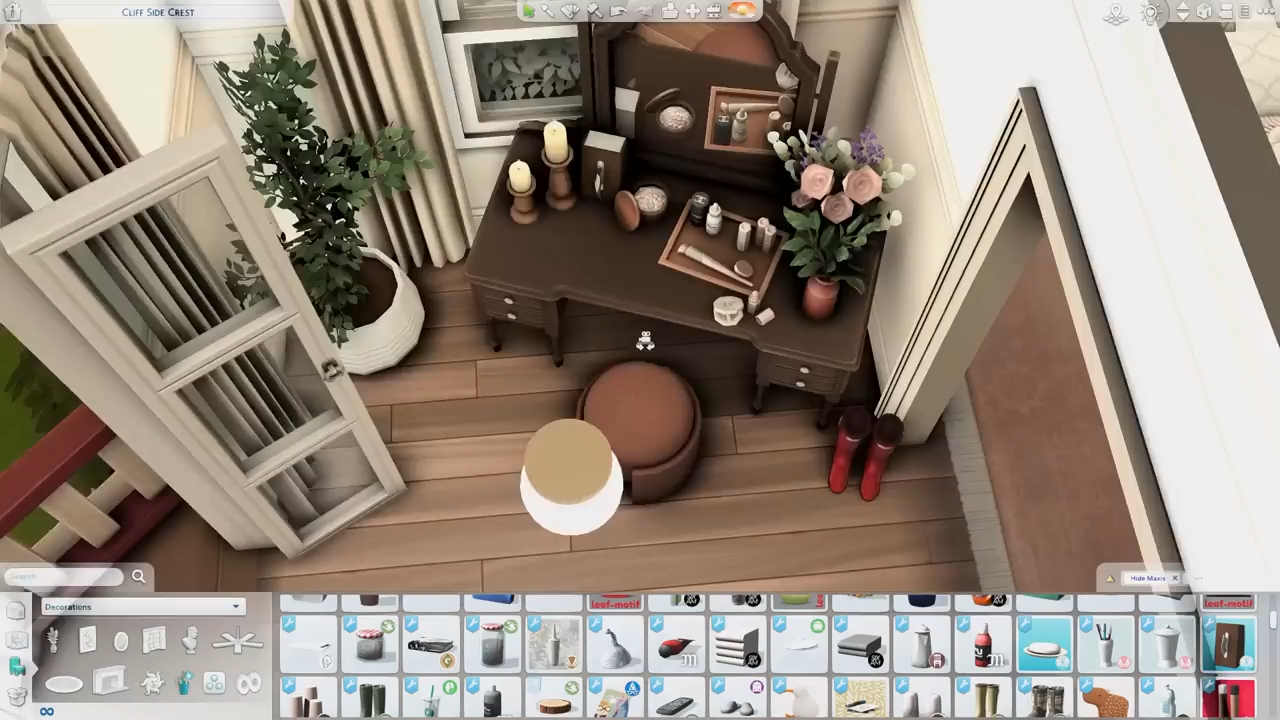 CLIFF SIDE CREST
Search
Hide Maxis
Decorations
leaf-motif
leaf-motif